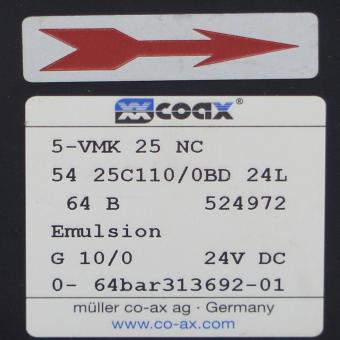 coax®
5-VMK 25 NC
54 25C110/0BD 24L
64 B 524972
Emulsion
G 10/0 24V DC
0- 64bar313692-01
müller co-ax ag · Germany
www.co-ax.com